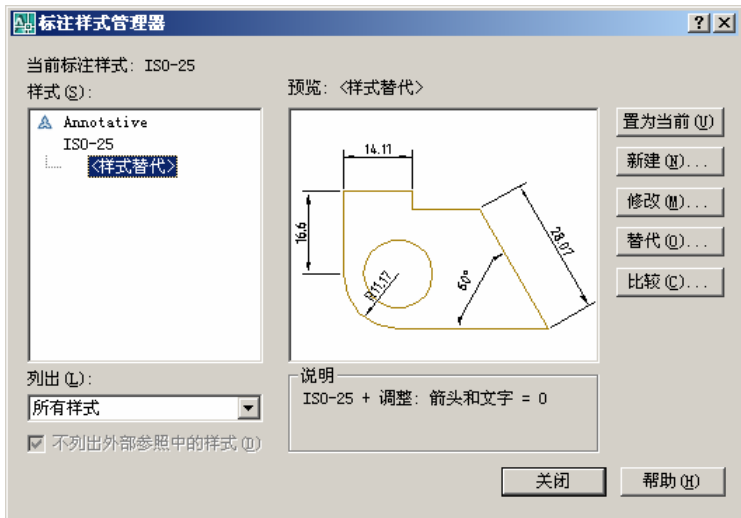 标注样式管理器
当前标注样式: ISO-25
样式(S):
Annotative
ISO-25
<样式替代>
列出(L):
所有样式
不列出外部参照中的样式(D)
预览: <样式替代>
14.11
16.6
R11.17
60°
28.07
说明
ISO-25 + 调整: 箭头和文字 = 0
置为当前(U)
新建(N)...
修改(M)...
替代(O)...
比较(C)...
关闭
帮助(H)